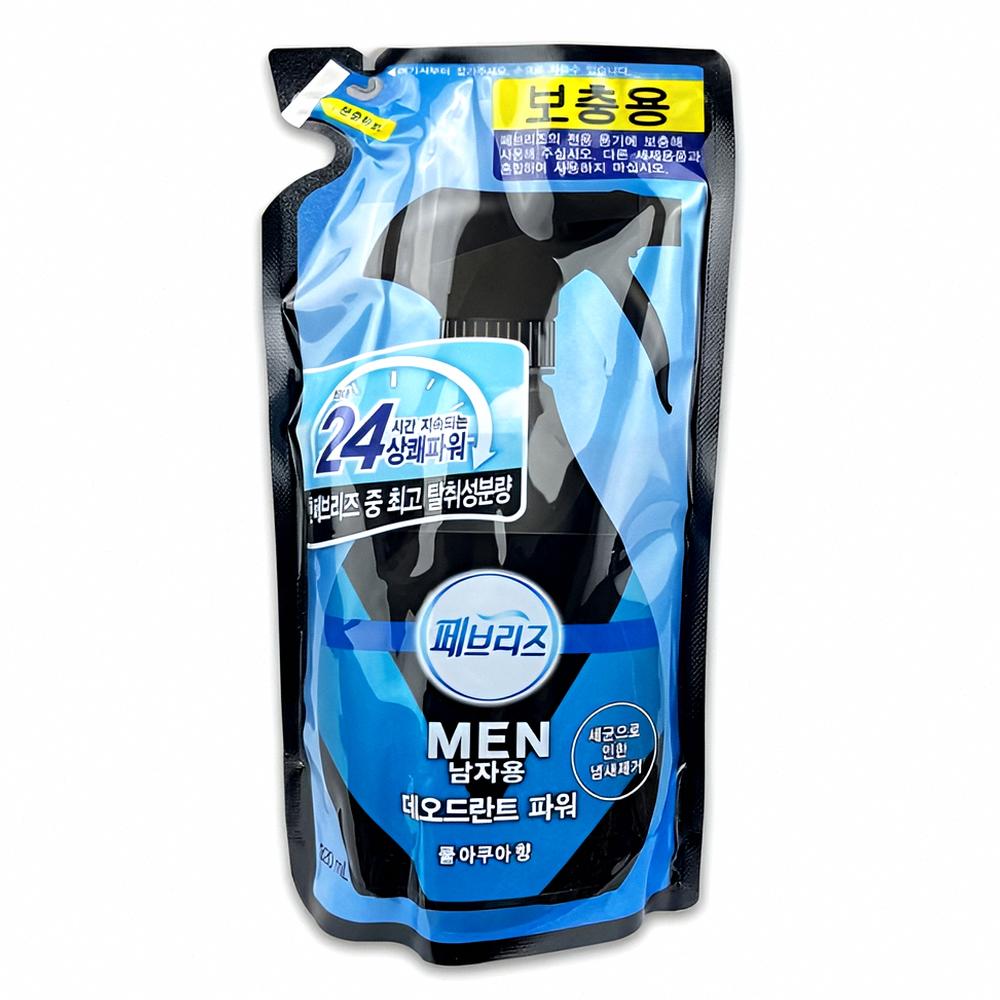 보충용
페브리즈의 전용 용기에 보충해
사용해 주십시오. 다른 세제용품과
혼합하여 사용하지 마십시오.
24
시간 지속되는
상쾌파워
페브리즈 중 최고 탈취성분량
페브리즈
MEN
남자용
세균으로
인한
냄새제거
데오드란트 파워
쿨 아쿠아 향
mL